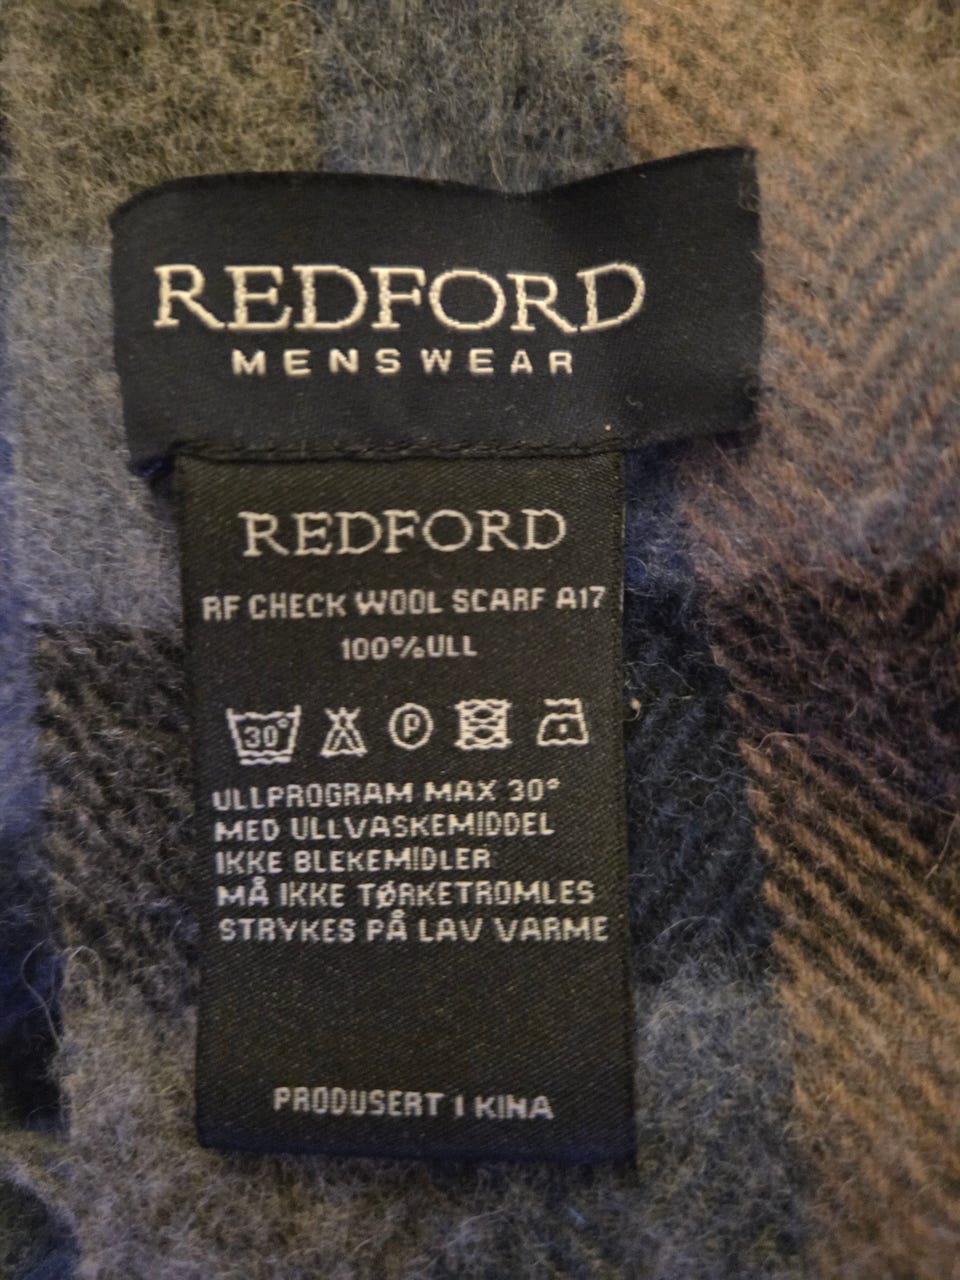 REDFORD
MENSWEAR
REDFORD
RF CHECK WOOL SCARF A17
100%ULL
30° P
ULLPROGRAM MAX 30°
MED ULLVASKEMIDDEL
IKKE BLEKEMIDLER
MÅ IKKE TØRKETROMLES
STRYKES PÅ LAV VARME
PRODUSERT I KINA